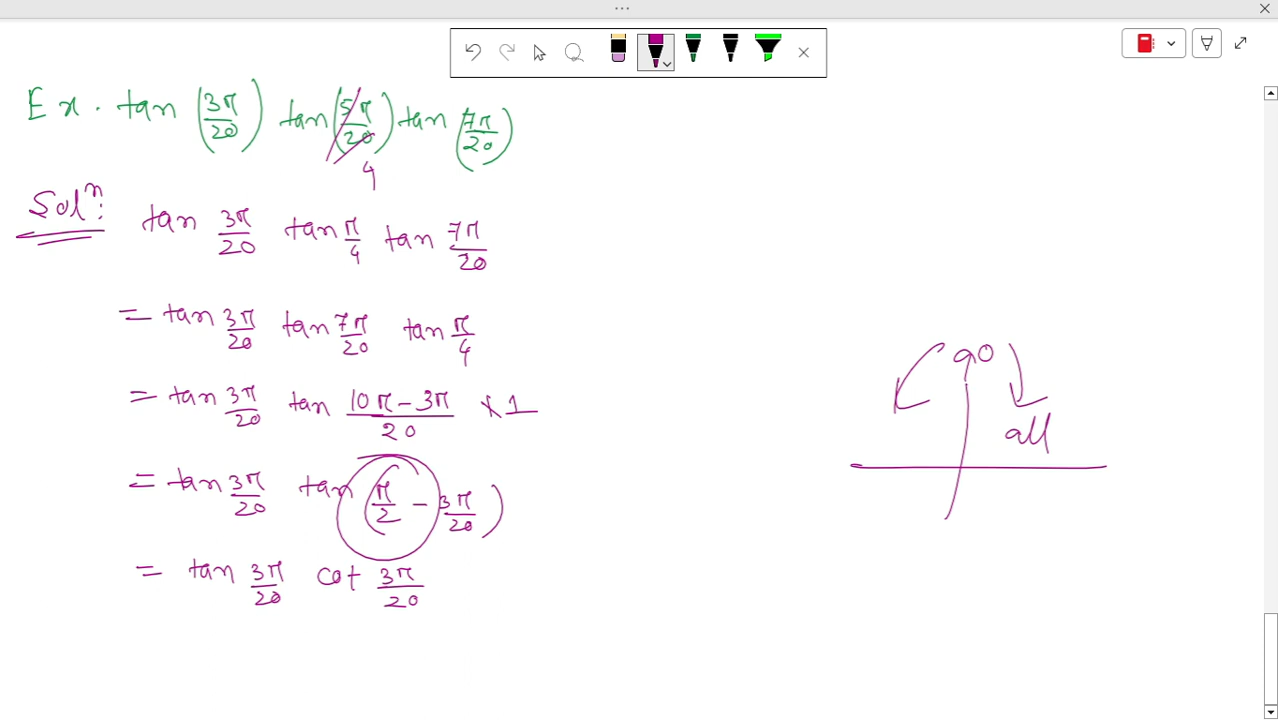 Ex. tan (3π/20) tan (5π/20) tan (7π/20)
4
Solⁿ: tan 3π/20 tan π/4 tan 7π/20
= tan 3π/20 tan 7π/20 tan π/4
= tan 3π/20 tan (10π - 3π)/20 × 1
= tan 3π/20 tan (π/2 - 3π/20)
= tan 3π/20 cot 3π/20
90
all